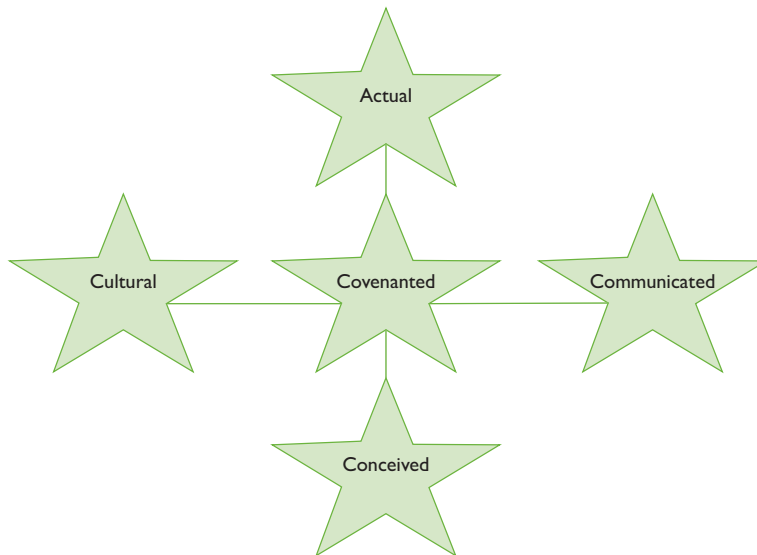 Actual
Cultural
Covenanted
Communicated
Conceived